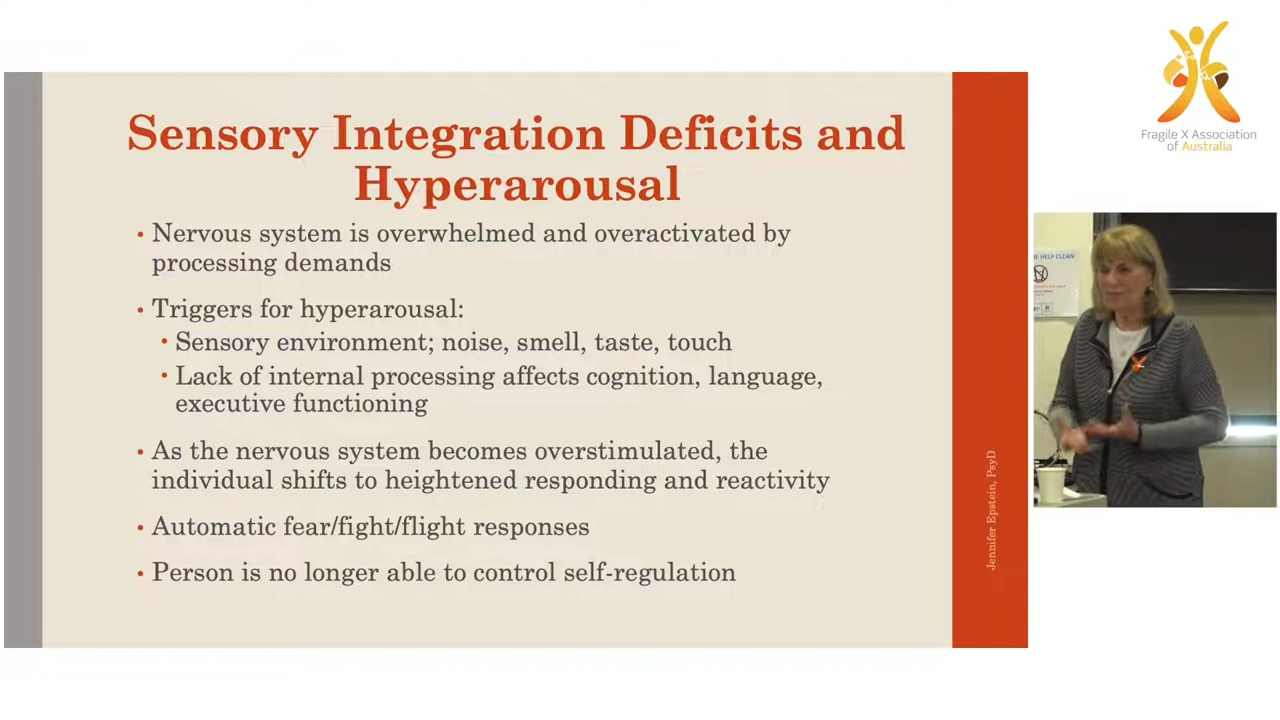 Fragile X Association
of Australia
Sensory Integration Deficits and
Hyperarousal
• Nervous system is overwhelmed and overactivated by
processing demands
• Triggers for hyperarousal:
• Sensory environment; noise, smell, taste, touch
• Lack of internal processing affects cognition, language,
executive functioning
• As the nervous system becomes overstimulated, the
individual shifts to heightened responding and reactivity
• Automatic fear/fight/flight responses
• Person is no longer able to control self-regulation
Jennifer Epstein, PsyD
HELP CLEAN